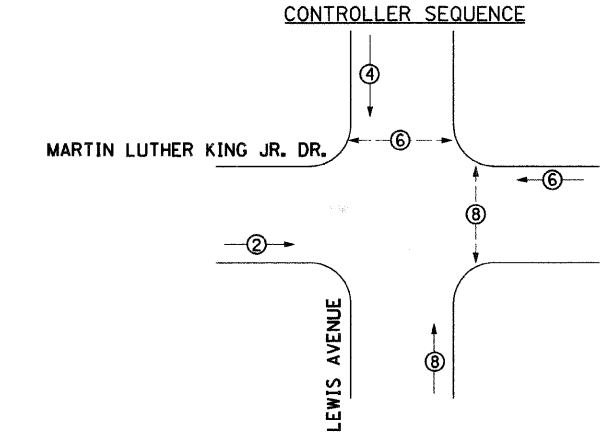 CONTROLLER SEQUENCE
4
MARTIN LUTHER KING JR. DR.
6
6
8
2
LEWIS AVENUE
8